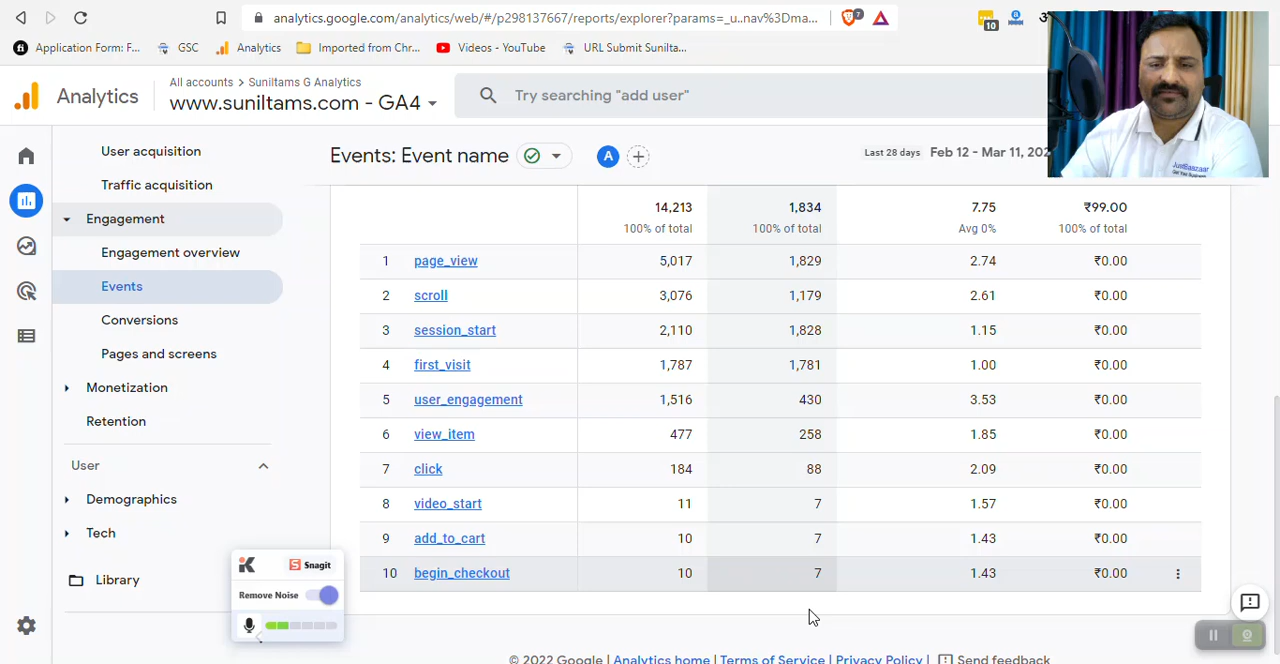 analytics.google.com/analytics/web/#/p298137667/reports/explorer?params=_u..nav%3Dma...
7
10
Application Form: F...
GSC
Analytics
Imported from Chr...
Videos - YouTube
URL Submit Sunilta...
Analytics
All accounts > Suniltams G Analytics
www.suniltams.com - GA4
Try searching "add user"
JustBaazaar
User acquisition
Traffic acquisition
Engagement
Engagement overview
Events
Conversions
Pages and screens
Monetization
Retention
User
Demographics
Tech
Library
Events: Event name
A
Last 28 days Feb 12 - Mar 11, 202
14,213 1,834 7.75 ₹99.00
100% of total 100% of total Avg 0% 100% of total
1 page_view 5,017 1,829 2.74 ₹0.00
2 scroll 3,076 1,179 2.61 ₹0.00
3 session_start 2,110 1,828 1.15 ₹0.00
4 first_visit 1,787 1,781 1.00 ₹0.00
5 user_engagement 1,516 430 3.53 ₹0.00
6 view_item 477 258 1.85 ₹0.00
7 click 184 88 2.09 ₹0.00
8 video_start 11 7 1.57 ₹0.00
9 add_to_cart 10 7 1.43 ₹0.00
10 begin_checkout 10 7 1.43 ₹0.00
K Snagit
Remove Noise
© 2022 Google | Analytics home | Terms of Service | Privacy Policy | Send feedback